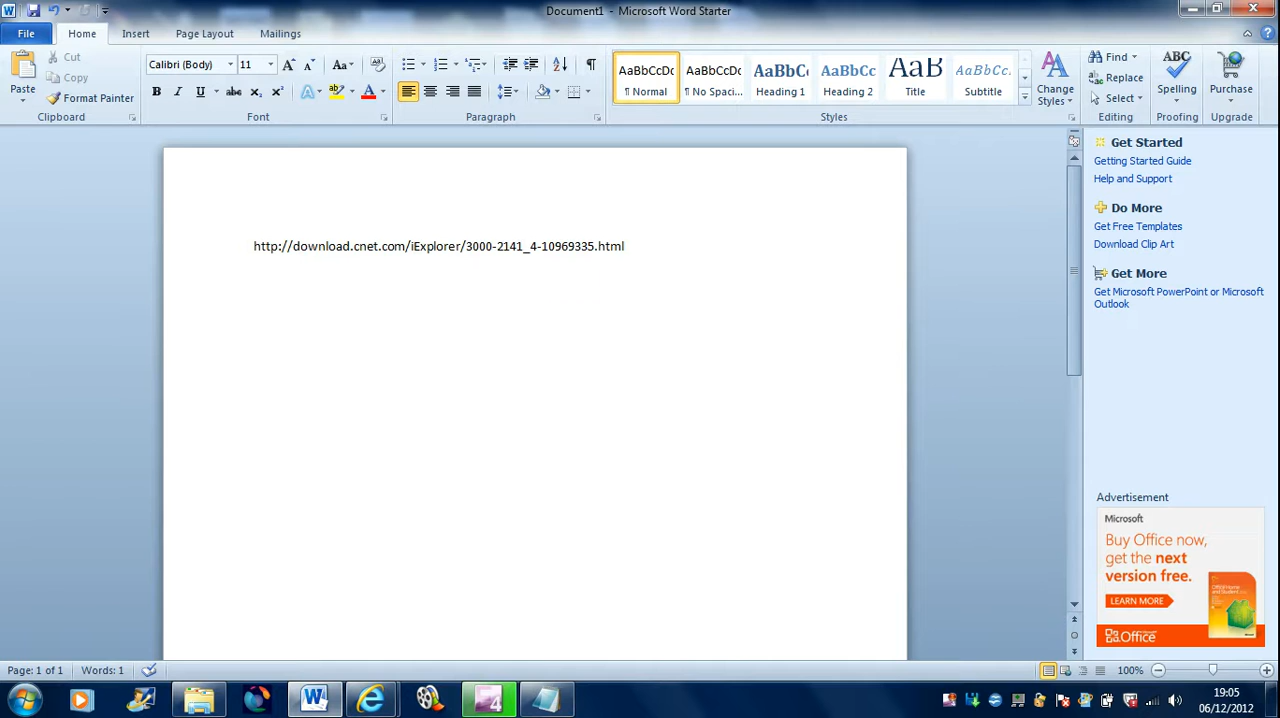 Document1 - Microsoft Word Starter
File Home Insert Page Layout Mailings
Paste
Cut
Copy
Format Painter
Clipboard
Calibri (Body) 11
Font
Paragraph
AaBbCcDc AaBbCcDc AaBbCc AaBbCc AaB AaBbCc.
¶ Normal ¶ No Spaci... Heading 1 Heading 2 Title Subtitle
Styles
Change
Styles
Find
Replace
Select
Editing
Spelling
Proofing
Purchase
Upgrade
http://download.cnet.com/iExplorer/3000-2141_4-10969335.html
Get Started
Getting Started Guide
Help and Support
Do More
Get Free Templates
Download Clip Art
Get More
Get Microsoft PowerPoint or Microsoft
Outlook
Advertisement
Microsoft
Buy Office now,
get the next
version free.
LEARN MORE
Office
Page: 1 of 1 Words: 1
100%
19:05
06/12/2012